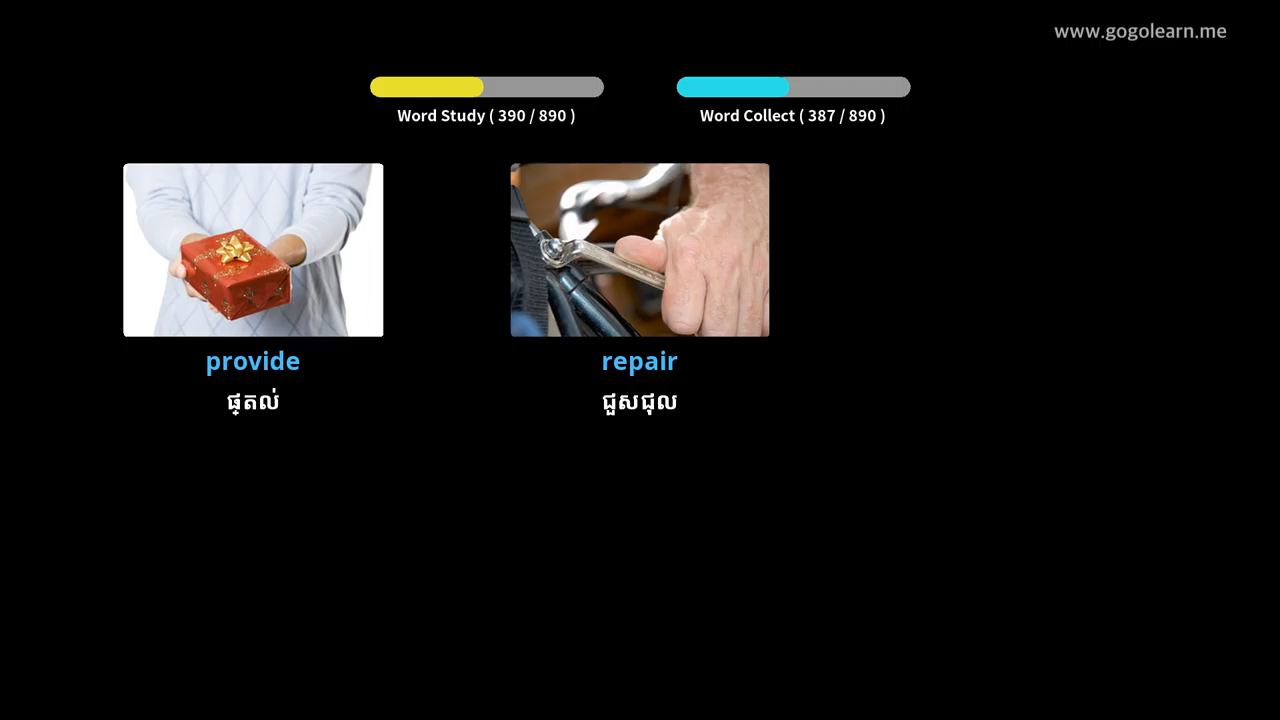 www.gogolearn.me
Word Study ( 390 / 890 )
Word Collect ( 387 / 890 )
provide
ផ្តល់
repair
ជួសជុល